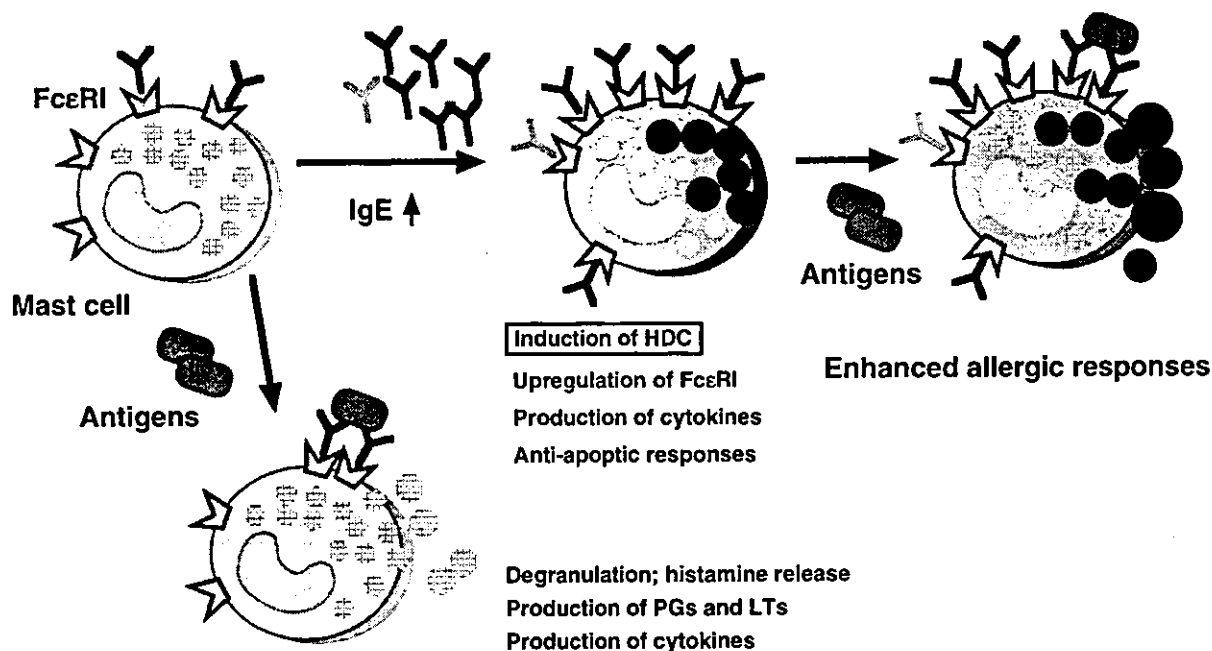 FcεRI
IgE ↑
Mast cell
Antigens
Antigens
Induction of HDC
Upregulation of FcεRI
Production of cytokines
Anti-apoptic responses
Enhanced allergic responses
Degranulation; histamine release
Production of PGs and LTs
Production of cytokines